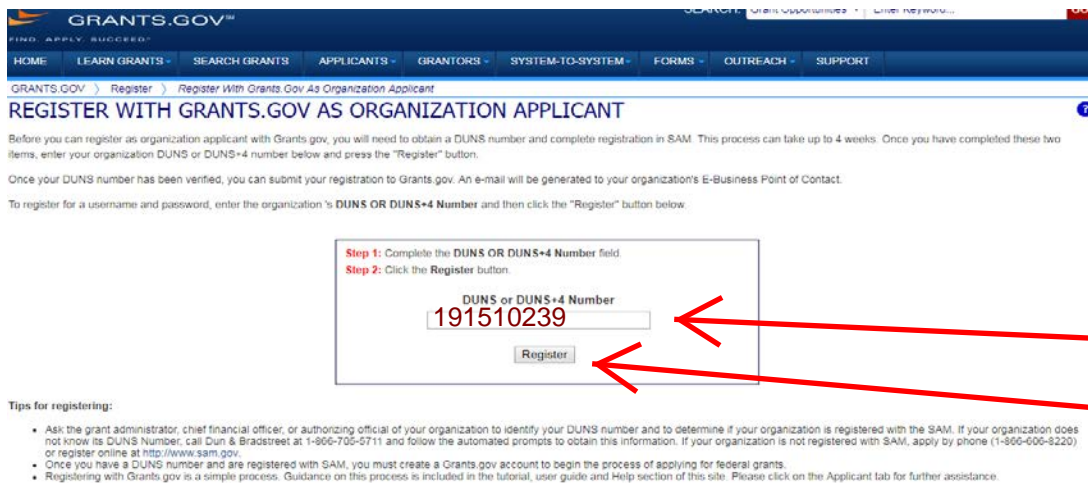 SEARCH: Grant Opportunities Enter Keyword...
GRANTS.GOV℠
FIND. APPLY. SUCCEED.℠
HOME LEARN GRANTS SEARCH GRANTS APPLICANTS GRANTORS SYSTEM-TO-SYSTEM FORMS OUTREACH SUPPORT
GRANTS.GOV 〉 Register 〉 Register With Grants.Gov As Organization Applicant
REGISTER WITH GRANTS.GOV AS ORGANIZATION APPLICANT
Before you can register as organization applicant with Grants.gov, you will need to obtain a DUNS number and complete registration in SAM. This process can take up to 4 weeks. Once you have completed these two
items, enter your organization DUNS or DUNS+4 number below and press the "Register" button.
Once your DUNS number has been verified, you can submit your registration to Grants.gov. An e-mail will be generated to your organization's E-Business Point of Contact.
To register for a username and password, enter the organization 's DUNS OR DUNS+4 Number and then click the "Register" button below.
Step 1: Complete the DUNS OR DUNS+4 Number field.
Step 2: Click the Register button.
DUNS or DUNS+4 Number
191510239
Register
Tips for registering:
• Ask the grant administrator, chief financial officer, or authorizing official of your organization to identify your DUNS number and to determine if your organization is registered with the SAM. If your organization does
not know its DUNS Number, call Dun & Bradstreet at 1-866-705-5711 and follow the automated prompts to obtain this information. If your organization is not registered with SAM, apply by phone (1-866-606-8220)
or register online at http://www.sam.gov.
• Once you have a DUNS number and are registered with SAM, you must create a Grants.gov account to begin the process of applying for federal grants.
• Registering with Grants.gov is a simple process. Guidance on this process is included in the tutorial, user guide and Help section of this site. Please click on the Applicant tab for further assistance.